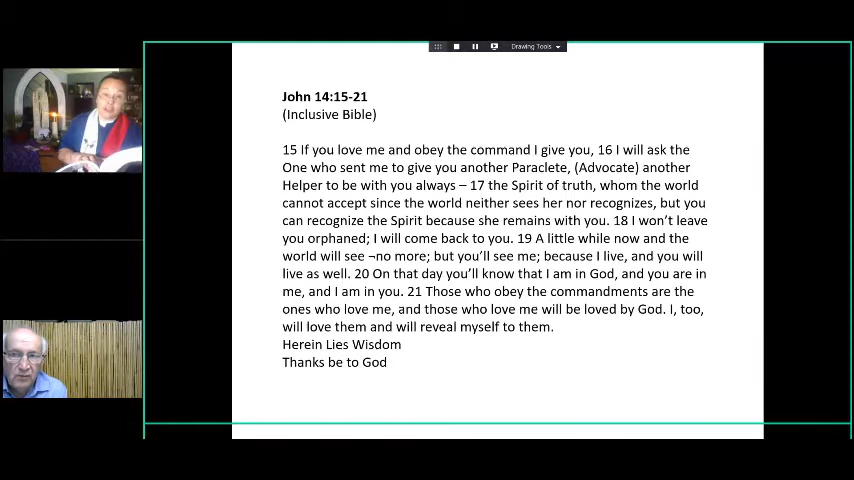 Drawing Tools
John 14:15-21
(Inclusive Bible)
15 If you love me and obey the command I give you, 16 I will ask the
One who sent me to give you another Paraclete, (Advocate) another
Helper to be with you always – 17 the Spirit of truth, whom the world
cannot accept since the world neither sees her nor recognizes, but you
can recognize the Spirit because she remains with you. 18 I won't leave
you orphaned; I will come back to you. 19 A little while now and the
world will see ¬no more; but you'll see me; because I live, and you will
live as well. 20 On that day you'll know that I am in God, and you are in
me, and I am in you. 21 Those who obey the commandments are the
ones who love me, and those who love me will be loved by God. I, too,
will love them and will reveal myself to them.
Herein Lies Wisdom
Thanks be to God